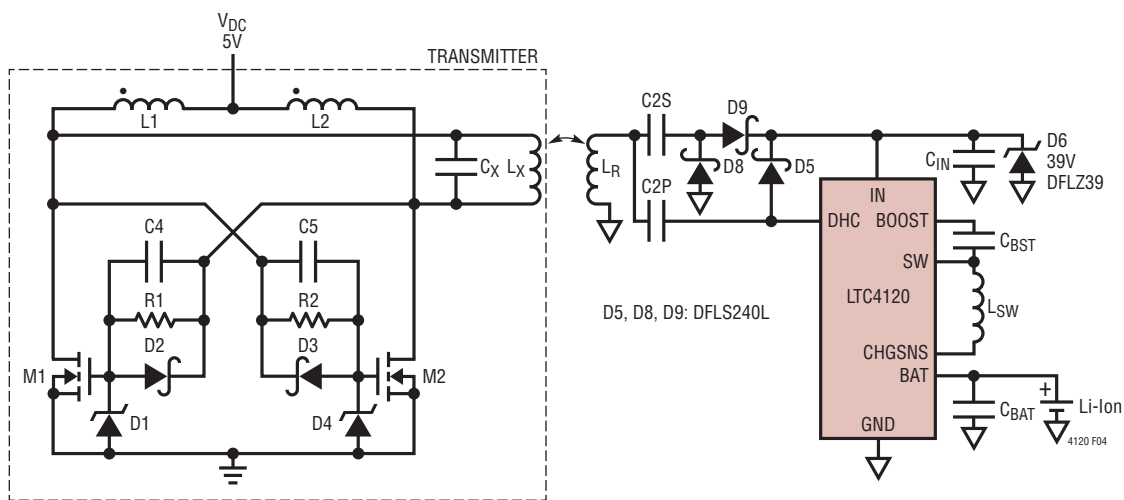 V_DC
5V
TRANSMITTER
L1
L2
C_X
L_X
L_R
C2S
D9
D8
D5
C2P
C_IN
D6
39V
DFLZ39
IN
DHC
BOOST
C_BST
SW
LTC4120
L_SW
CHGSNS
BAT
C_BAT
+
Li-Ion
GND
4120 F04
D5, D8, D9: DFLS240L
C4
C5
R1
R2
D2
D3
M1
M2
D1
D4